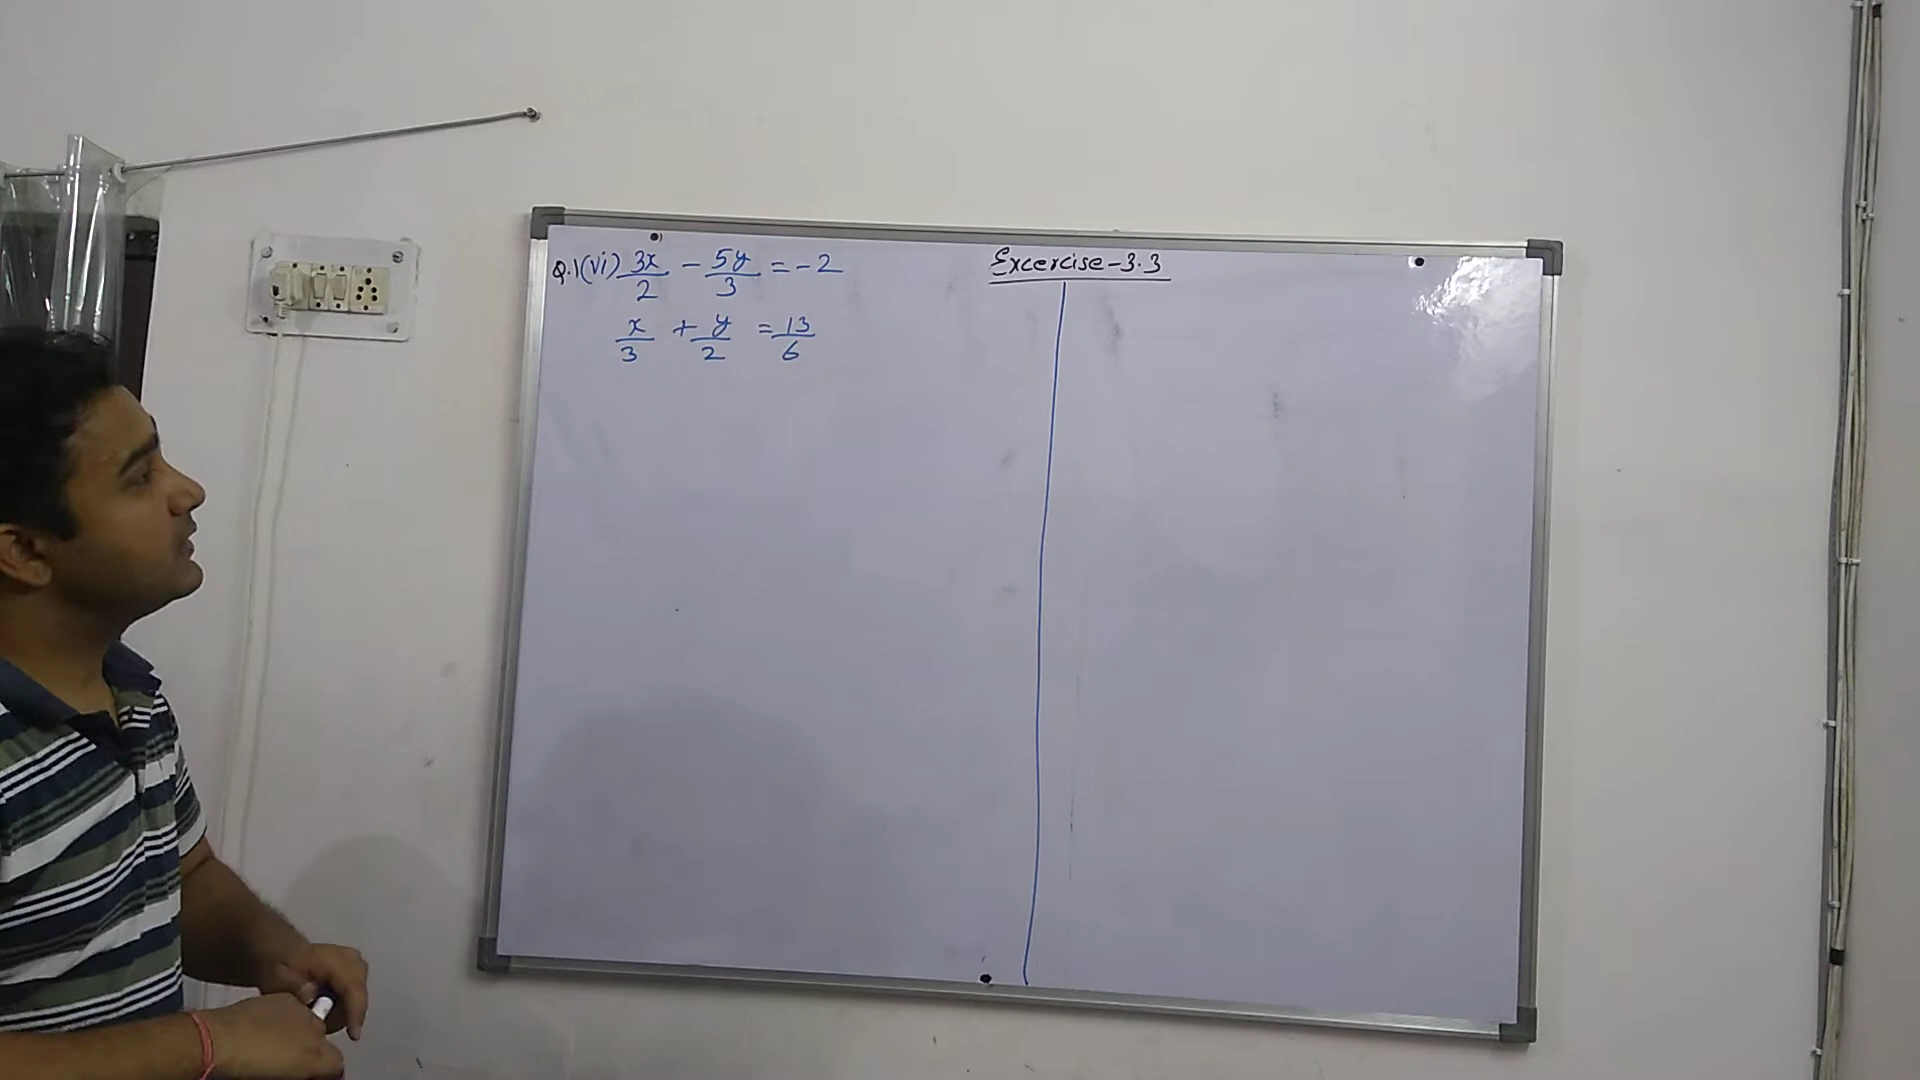 Excercise-3.3
Q.1(vi) 3x/2 - 5y/3 = -2
x/3 + y/2 = 13/6